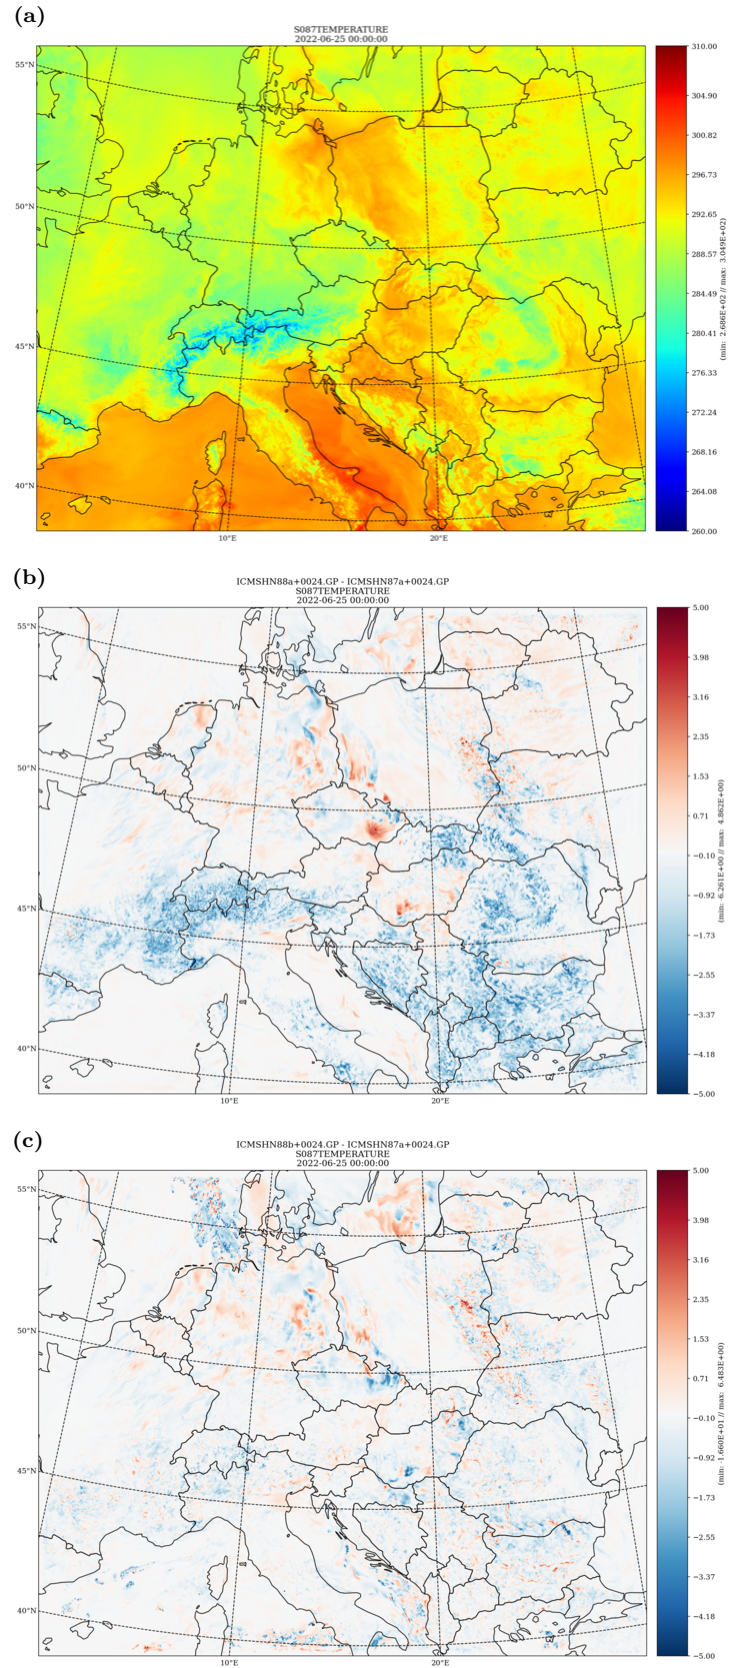 (a)
S087TEMPERATURE
2022-06-25 00:00:00
55°N
50°N
45°N
40°N
10°E
20°E
310.00
304.90
300.82
296.73
292.65
288.57
284.49
280.41
276.33
272.24
268.16
264.08
260.00
(min: 2.686E+02 // max: 3.049E+02)
(b)
ICMSHN88a+0024.GP - ICMSHN87a+0024.GP
S087TEMPERATURE
2022-06-25 00:00:00
55°N
50°N
45°N
40°N
10°E
20°E
5.00
3.98
3.16
2.35
1.53
0.71
−0.10
−0.92
−1.73
−2.55
−3.37
−4.18
−5.00
(min: -6.261E+00 // max: 4.862E+00)
(c)
ICMSHN88b+0024.GP - ICMSHN87a+0024.GP
S087TEMPERATURE
2022-06-25 00:00:00
55°N
50°N
45°N
40°N
10°E
20°E
5.00
3.98
3.16
2.35
1.53
0.71
−0.10
−0.92
−1.73
−2.55
−3.37
−4.18
−5.00
(min: -1.660E+01 // max: 6.483E+00)